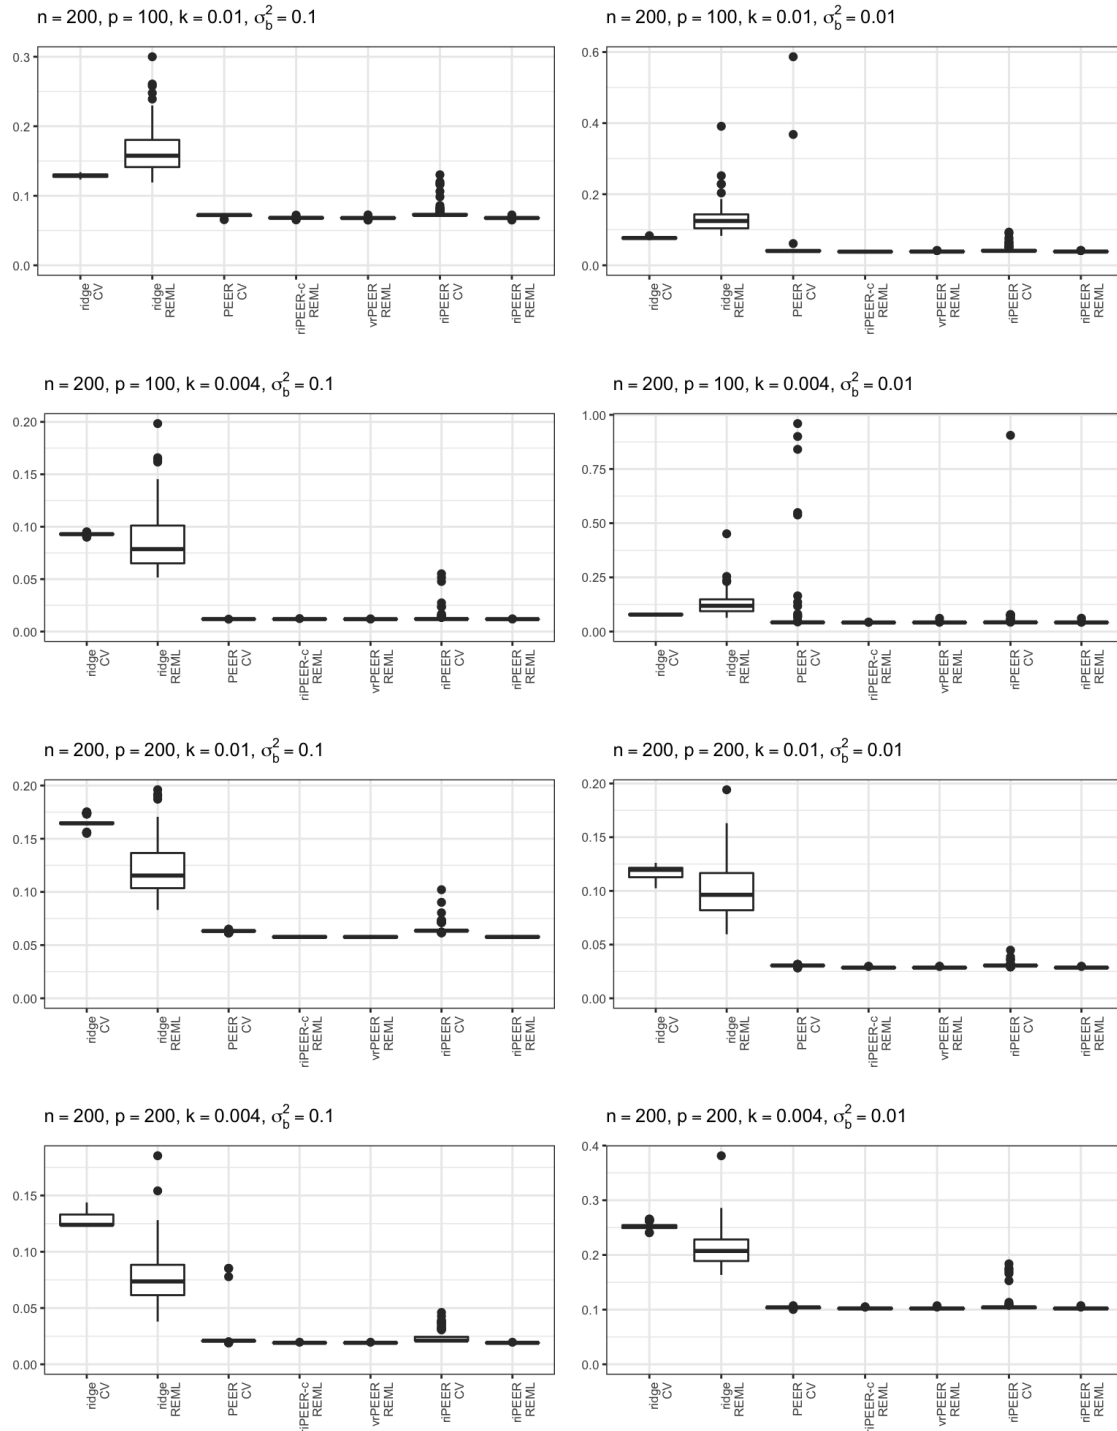 n = 200, p = 100, k = 0.01, σ_b^2 = 0.1
0.3
0.2
0.1
0.0
ridge CV
ridge REML
PEER CV
riPEER-c REML
vrPEER REML
riPEER CV
riPEER REML
n = 200, p = 100, k = 0.01, σ_b^2 = 0.01
0.6
0.4
0.2
0.0
ridge CV
ridge REML
PEER CV
riPEER-c REML
vrPEER REML
riPEER CV
riPEER REML
n = 200, p = 100, k = 0.004, σ_b^2 = 0.1
0.20
0.15
0.10
0.05
0.00
ridge CV
ridge REML
PEER CV
riPEER-c REML
vrPEER REML
riPEER CV
riPEER REML
n = 200, p = 100, k = 0.004, σ_b^2 = 0.01
1.00
0.75
0.50
0.25
0.00
ridge CV
ridge REML
PEER CV
riPEER-c REML
vrPEER REML
riPEER CV
riPEER REML
n = 200, p = 200, k = 0.01, σ_b^2 = 0.1
0.20
0.15
0.10
0.05
0.00
ridge CV
ridge REML
PEER CV
riPEER-c REML
vrPEER REML
riPEER CV
riPEER REML
n = 200, p = 200, k = 0.01, σ_b^2 = 0.01
0.20
0.15
0.10
0.05
0.00
ridge CV
ridge REML
PEER CV
riPEER-c REML
vrPEER REML
riPEER CV
riPEER REML
n = 200, p = 200, k = 0.004, σ_b^2 = 0.1
0.15
0.10
0.05
0.00
ridge CV
ridge REML
PEER CV
riPEER-c REML
vrPEER REML
riPEER CV
riPEER REML
n = 200, p = 200, k = 0.004, σ_b^2 = 0.01
0.4
0.3
0.2
0.1
0.0
ridge CV
ridge REML
PEER CV
riPEER-c REML
vrPEER REML
riPEER CV
riPEER REML